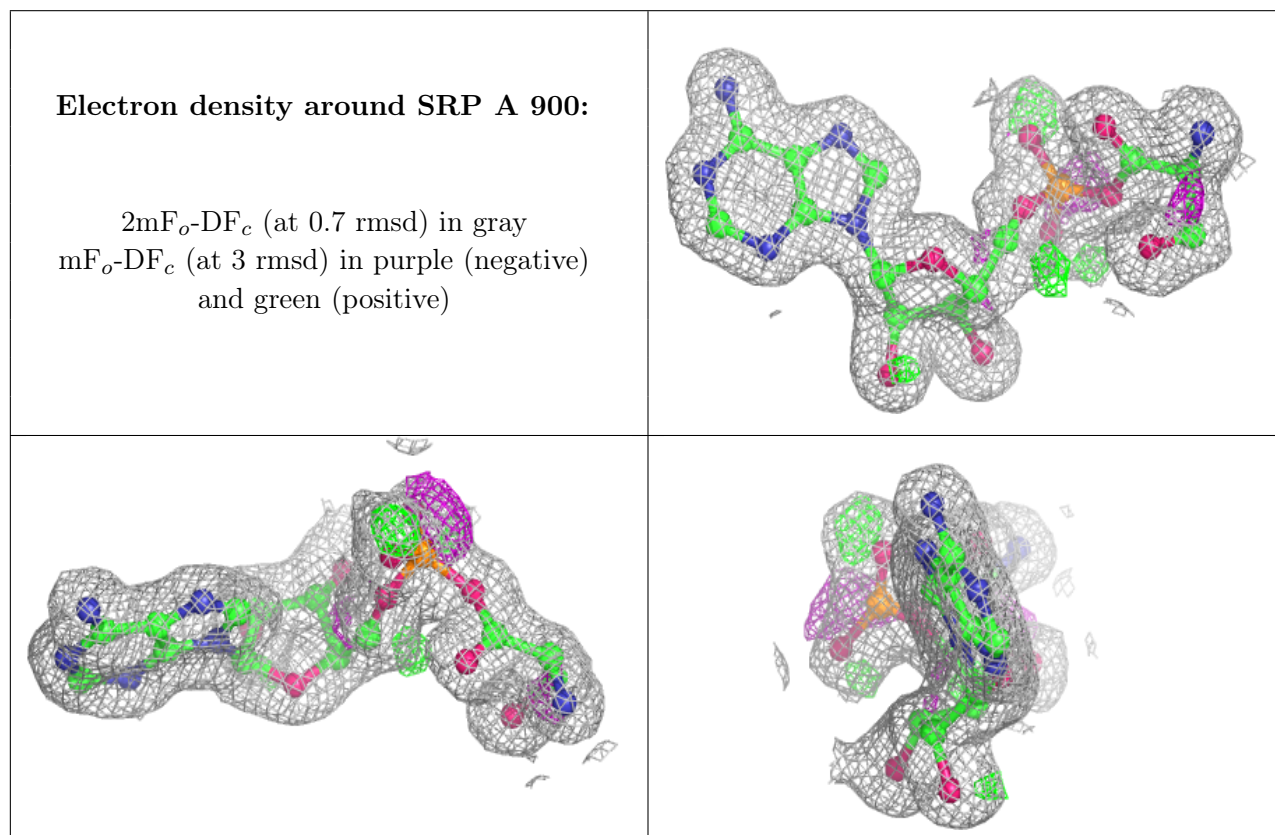 Electron density around SRP A 900:
2mFo-DFc (at 0.7 rmsd) in gray
mFo-DFc (at 3 rmsd) in purple (negative)
and green (positive)